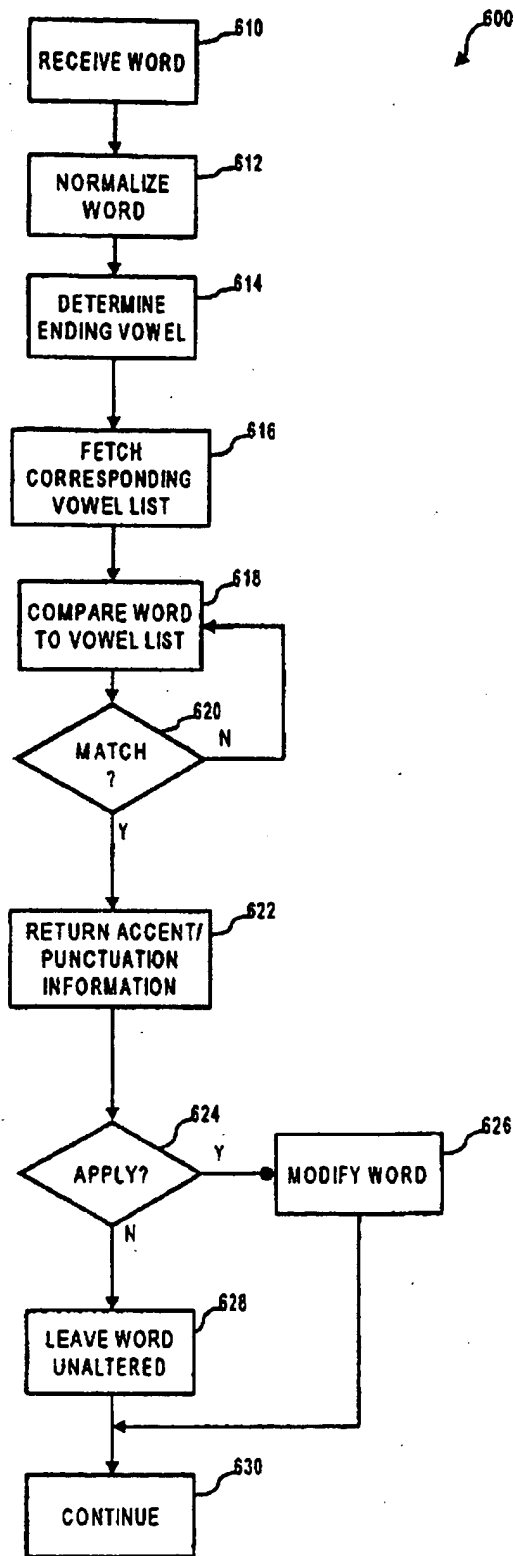 600
610
RECEIVE WORD
612
NORMALIZE
WORD
614
DETERMINE
ENDING VOWEL
616
FETCH
CORRESPONDING
VOWEL LIST
618
COMPARE WORD
TO VOWEL LIST
620
MATCH
?
N
Y
622
RETURN ACCENT/
PUNCTUATION
INFORMATION
624
APPLY?
Y
N
626
MODIFY WORD
628
LEAVE WORD
UNALTERED
630
CONTINUE